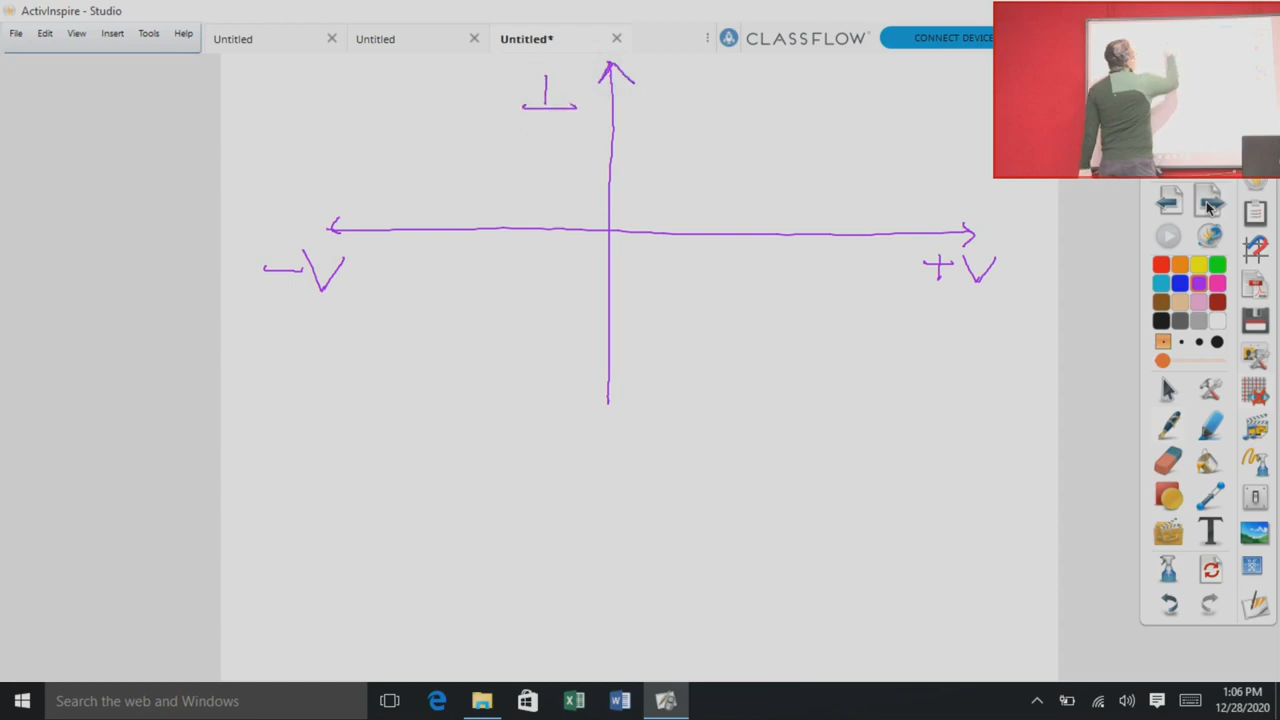 ActivInspire - Studio
File Edit View Insert Tools Help
Untitled
Untitled
Untitled*
CLASSFLOW
CONNECT DEVICE
-V
+V
T
Search the web and Windows
1:06 PM
12/28/2020